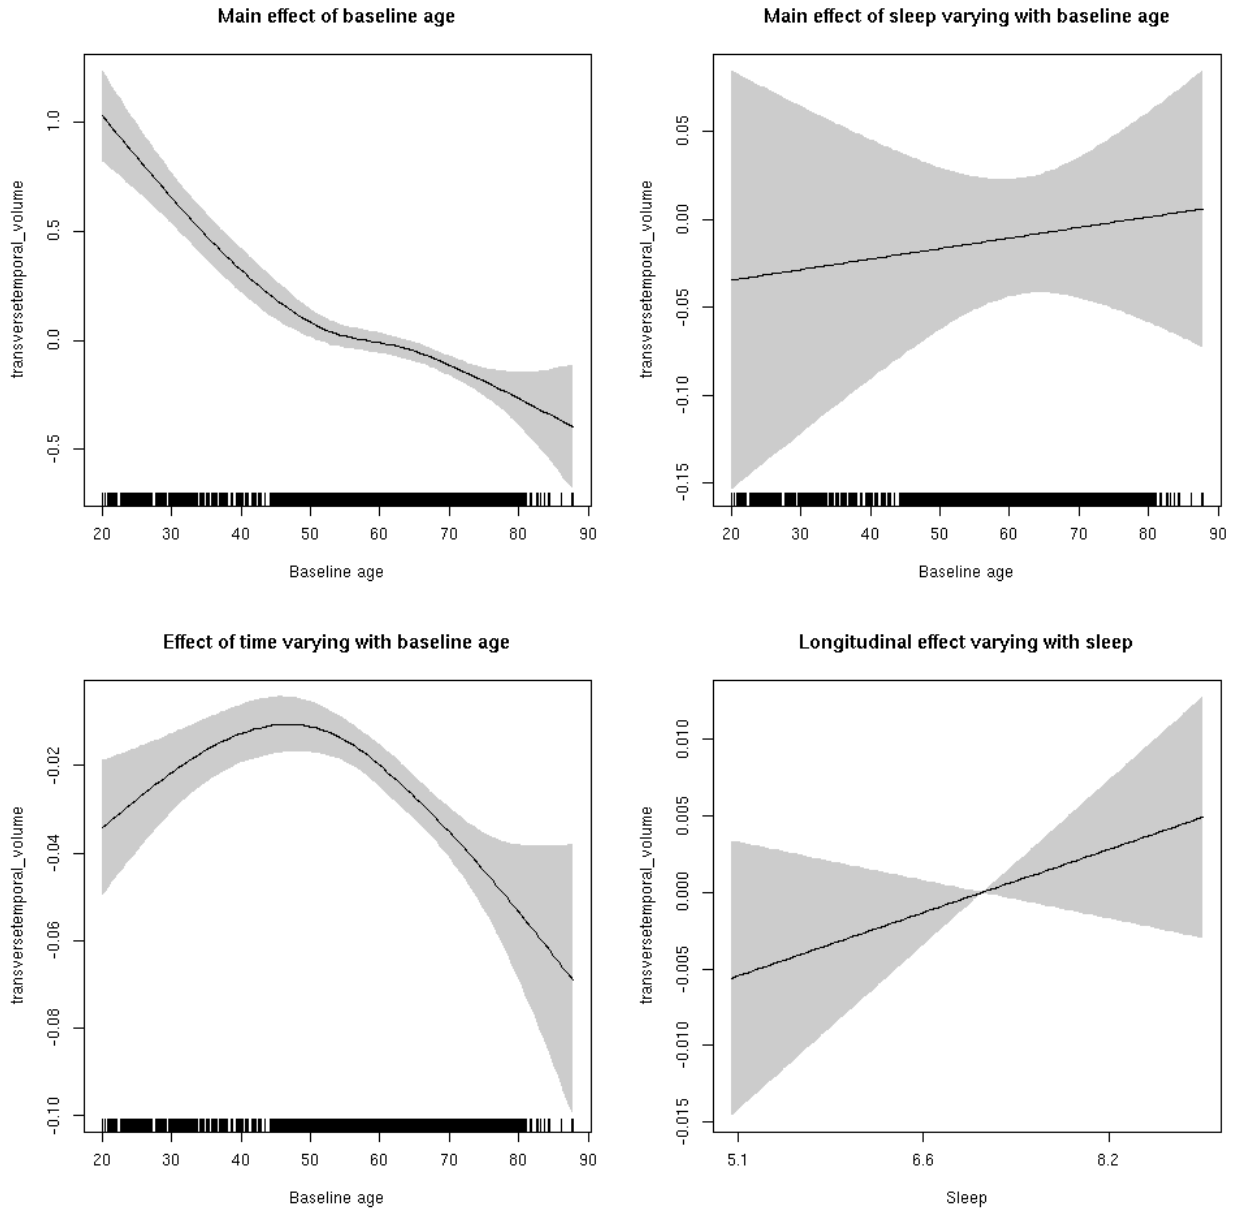 Main effect of baseline age
transversetemporal_volume
1.0
0.5
0.0
-0.5
20 30 40 50 60 70 80 90
Baseline age
Main effect of sleep varying with baseline age
transversetemporal_volume
0.05
0.00
-0.05
-0.10
-0.15
20 30 40 50 60 70 80 90
Baseline age
Effect of time varying with baseline age
transversetemporal_volume
-0.02
-0.04
-0.06
-0.08
-0.10
20 30 40 50 60 70 80 90
Baseline age
Longitudinal effect varying with sleep
transversetemporal_volume
0.010
0.005
0.000
-0.005
-0.010
-0.015
5.1 6.6 8.2
Sleep